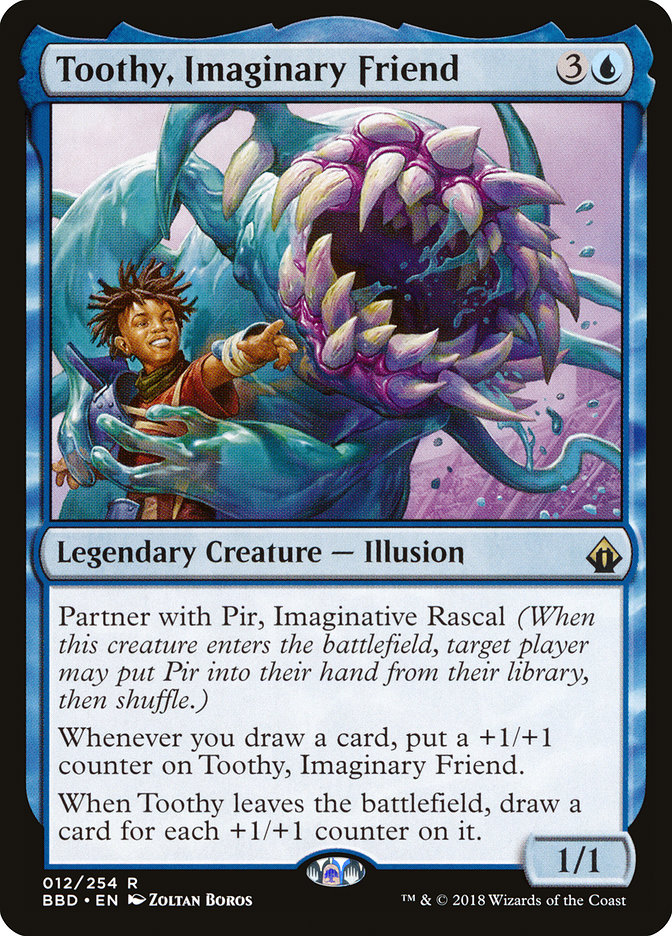 Toothy, Imaginary Friend 3
Legendary Creature — Illusion
Partner with Pir, Imaginative Rascal (When
this creature enters the battlefield, target player
may put Pir into their hand from their library,
then shuffle.)
Whenever you draw a card, put a +1/+1
counter on Toothy, Imaginary Friend.
When Toothy leaves the battlefield, draw a
card for each +1/+1 counter on it.
1/1
012/254 R
BBD • EN Zoltan Boros
™ & © 2018 Wizards of the Coast